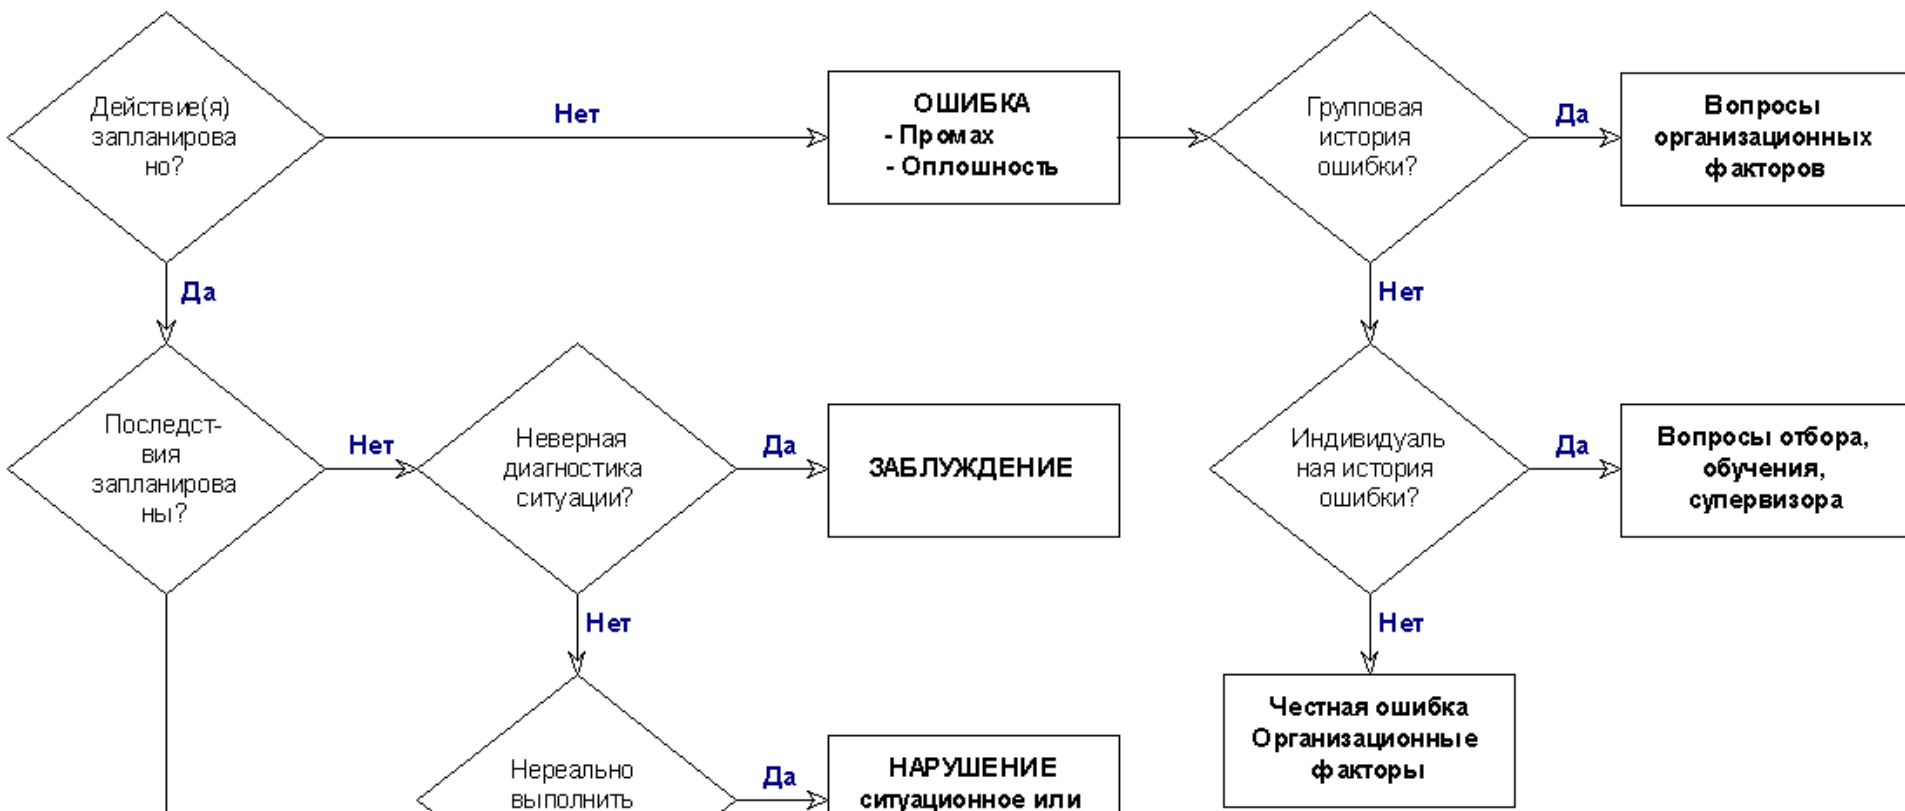 Действие(я)
запланирова
но?
Нет
ОШИБКА
- Промах
- Оплошность
Групповая
история
ошибки?
Да
Вопросы
организационных
факторов
Да
Нет
Последст-
вия
запланирова
ны?
Нет
Неверная
диагностика
ситуации?
Да
ЗАБЛУЖДЕНИЕ
Индивидуаль
ная история
ошибки?
Да
Вопросы отбора,
обучения,
супервизора
Нет
Нет
Нереально
выполнить
Да
НАРУШЕНИЕ
ситуационное или
Честная ошибка
Организационные
факторы